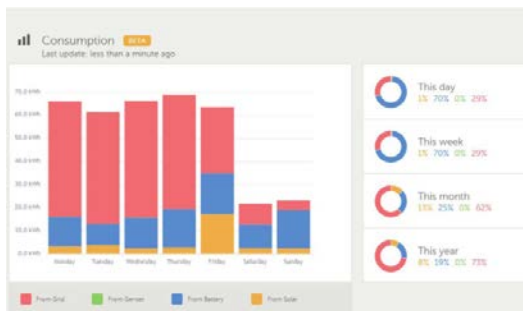 Consumption BETA
Last update: less than a minute ago
70,0 kWh
60,0 kWh
50,0 kWh
40,0 kWh
30,0 kWh
20,0 kWh
10,0 kWh
0,0 kWh
Monday Tuesday Wednesday Thursday Friday Saturday Sunday
From Grid From Genset From Battery From Solar
This day
1% 70% 0% 29%
This week
1% 70% 0% 29%
This month
13% 25% 0% 62%
This year
8% 19% 0% 73%